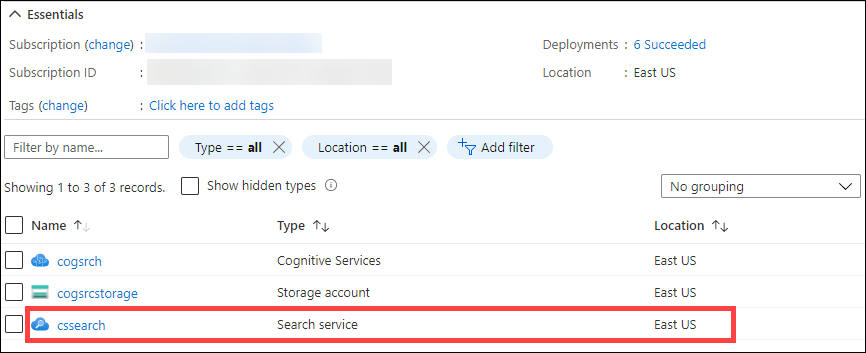 Essentials
Subscription (change) : Deployments : 6 Succeeded
Subscription ID : Location : East US
Tags (change) : Click here to add tags
Filter by name... Type == all Location == all Add filter
Showing 1 to 3 of 3 records. Show hidden types No grouping
Name Type Location
cogsrch Cognitive Services East US
cogsrcstorage Storage account East US
cssearch Search service East US